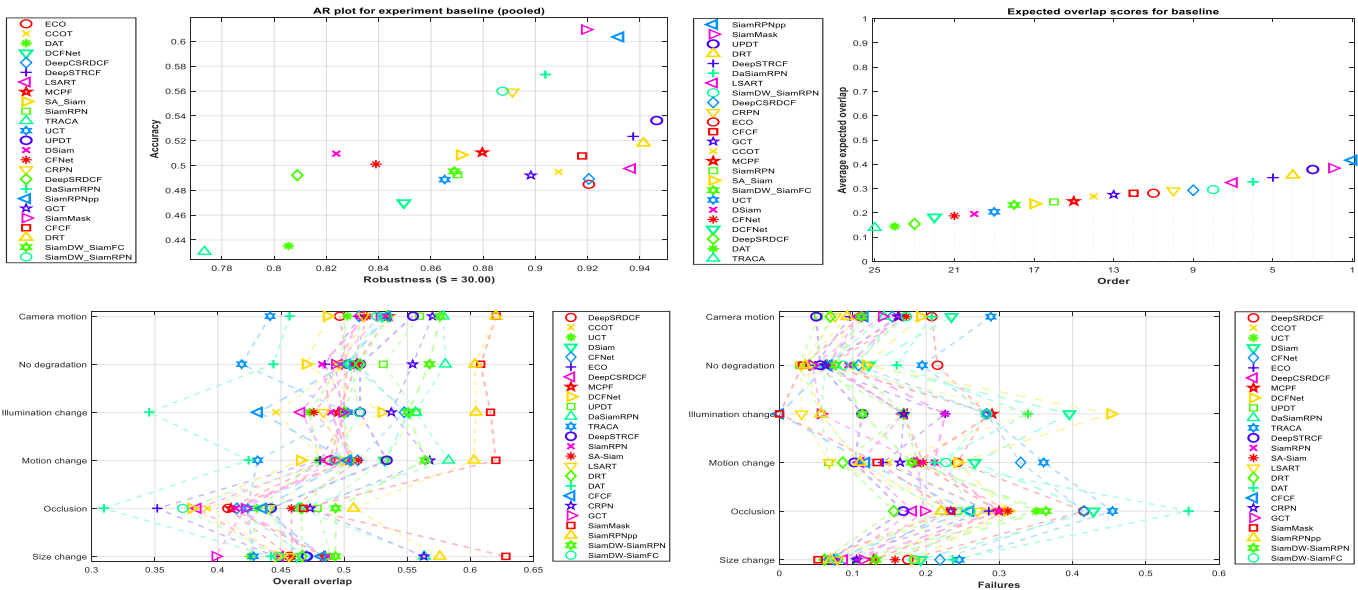 AR plot for experiment baseline (pooled)
ECO
CCOT
DAT
DCFNet
DeepCSRDCF
DeepSTRCF
LSART
MCPF
SA_Siam
SiamRPN
TRACA
UCT
UPDT
DSiam
CFNet
CRPN
DeepSRDCF
DaSiamRPN
SiamRPNpp
GCT
SiamMask
CFCF
DRT
SiamDW_SiamFC
SiamDW_SiamRPN
Accuracy
0.6
0.58
0.56
0.54
0.52
0.5
0.48
0.46
0.44
0.78 0.8 0.82 0.84 0.86 0.88 0.9 0.92 0.94
Robustness (S = 30.00)
Expected overlap scores for baseline
SiamRPNpp
SiamMask
UPDT
DRT
DeepSTRCF
DaSiamRPN
LSART
SiamDW_SiamRPN
DeepCSRDCF
CRPN
ECO
CFCF
GCT
CCOT
MCPF
SiamRPN
SA_Siam
SiamDW_SiamFC
UCT
DSiam
CFNet
DCFNet
DeepSRDCF
DAT
TRACA
Average expected overlap
1
0.9
0.8
0.7
0.6
0.5
0.4
0.3
0.2
0.1
0
25 21 17 13 9 5 1
Order
Camera motion
No degradation
Illumination change
Motion change
Occlusion
Size change
0.3 0.35 0.4 0.45 0.5 0.55 0.6 0.65
Overall overlap
DeepSRDCF
CCOT
UCT
DSiam
CFNet
ECO
DeepCSRDCF
MCPF
DCFNet
UPDT
DaSiamRPN
TRACA
DeepSTRCF
SiamRPN
SA-Siam
LSART
DRT
DAT
CFCF
CRPN
GCT
SiamMask
SiamRPNpp
SiamDW-SiamRPN
SiamDW-SiamFC
Camera motion
No degradation
Illumination change
Motion change
Occlusion
Size change
0 0.1 0.2 0.3 0.4 0.5 0.6
Failures
DeepSRDCF
CCOT
UCT
DSiam
CFNet
ECO
DeepCSRDCF
MCPF
DCFNet
UPDT
DaSiamRPN
TRACA
DeepSTRCF
SiamRPN
SA-Siam
LSART
DRT
DAT
CFCF
CRPN
GCT
SiamMask
SiamRPNpp
SiamDW-SiamRPN
SiamDW-SiamFC